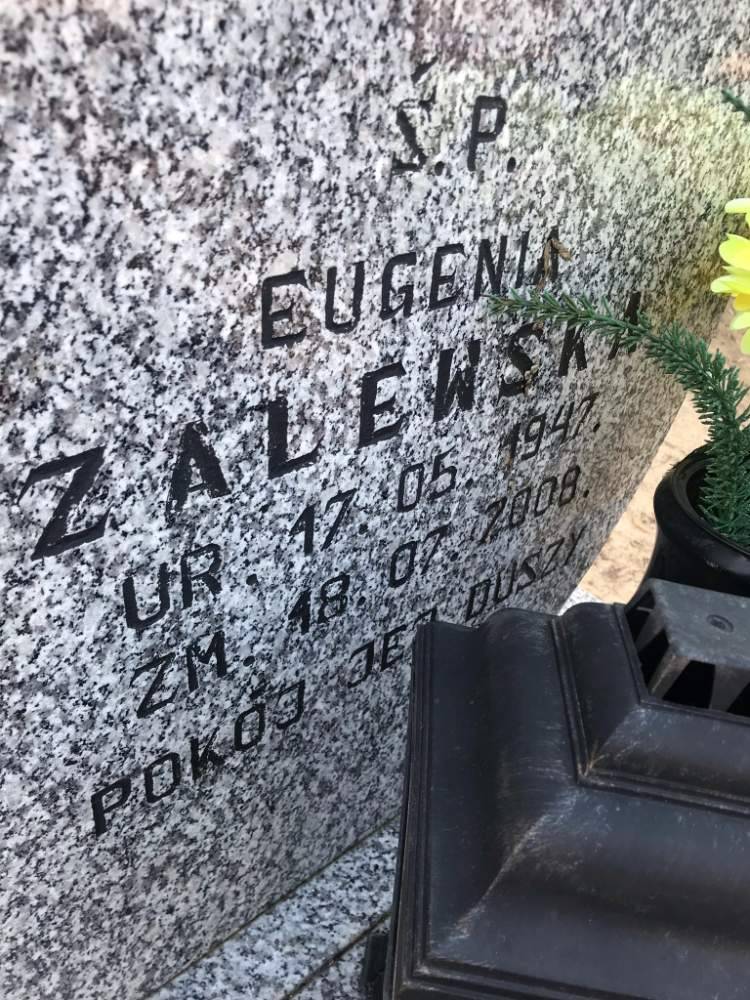 Ś.P.
EUGENIA
ZALEWSKA
UR. 17. 05. 1947.
ZM. 18. 07. 2008.
POKÓJ JEJ DUSZY